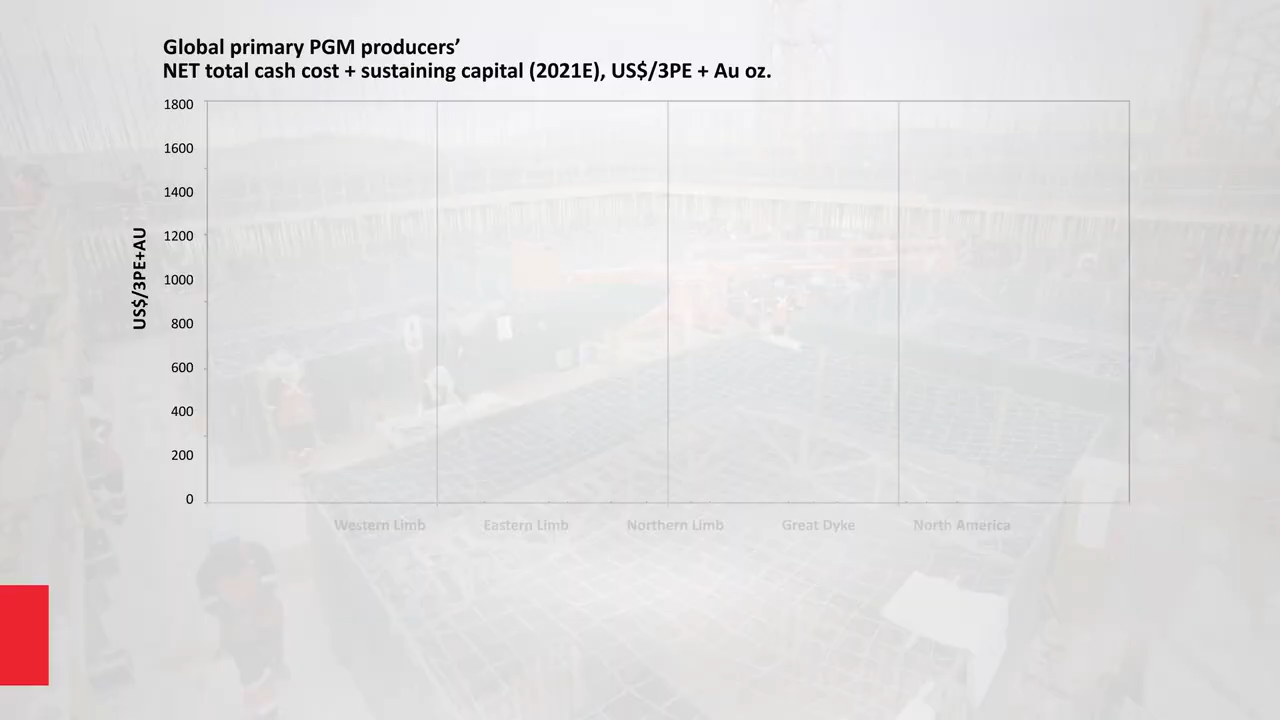 Global primary PGM producers’
NET total cash cost + sustaining capital (2021E), US$/3PE + Au oz.
US$/3PE+AU
1800
1600
1400
1200
1000
800
600
400
200
0
Western Limb Eastern Limb Northern Limb Great Dyke North America